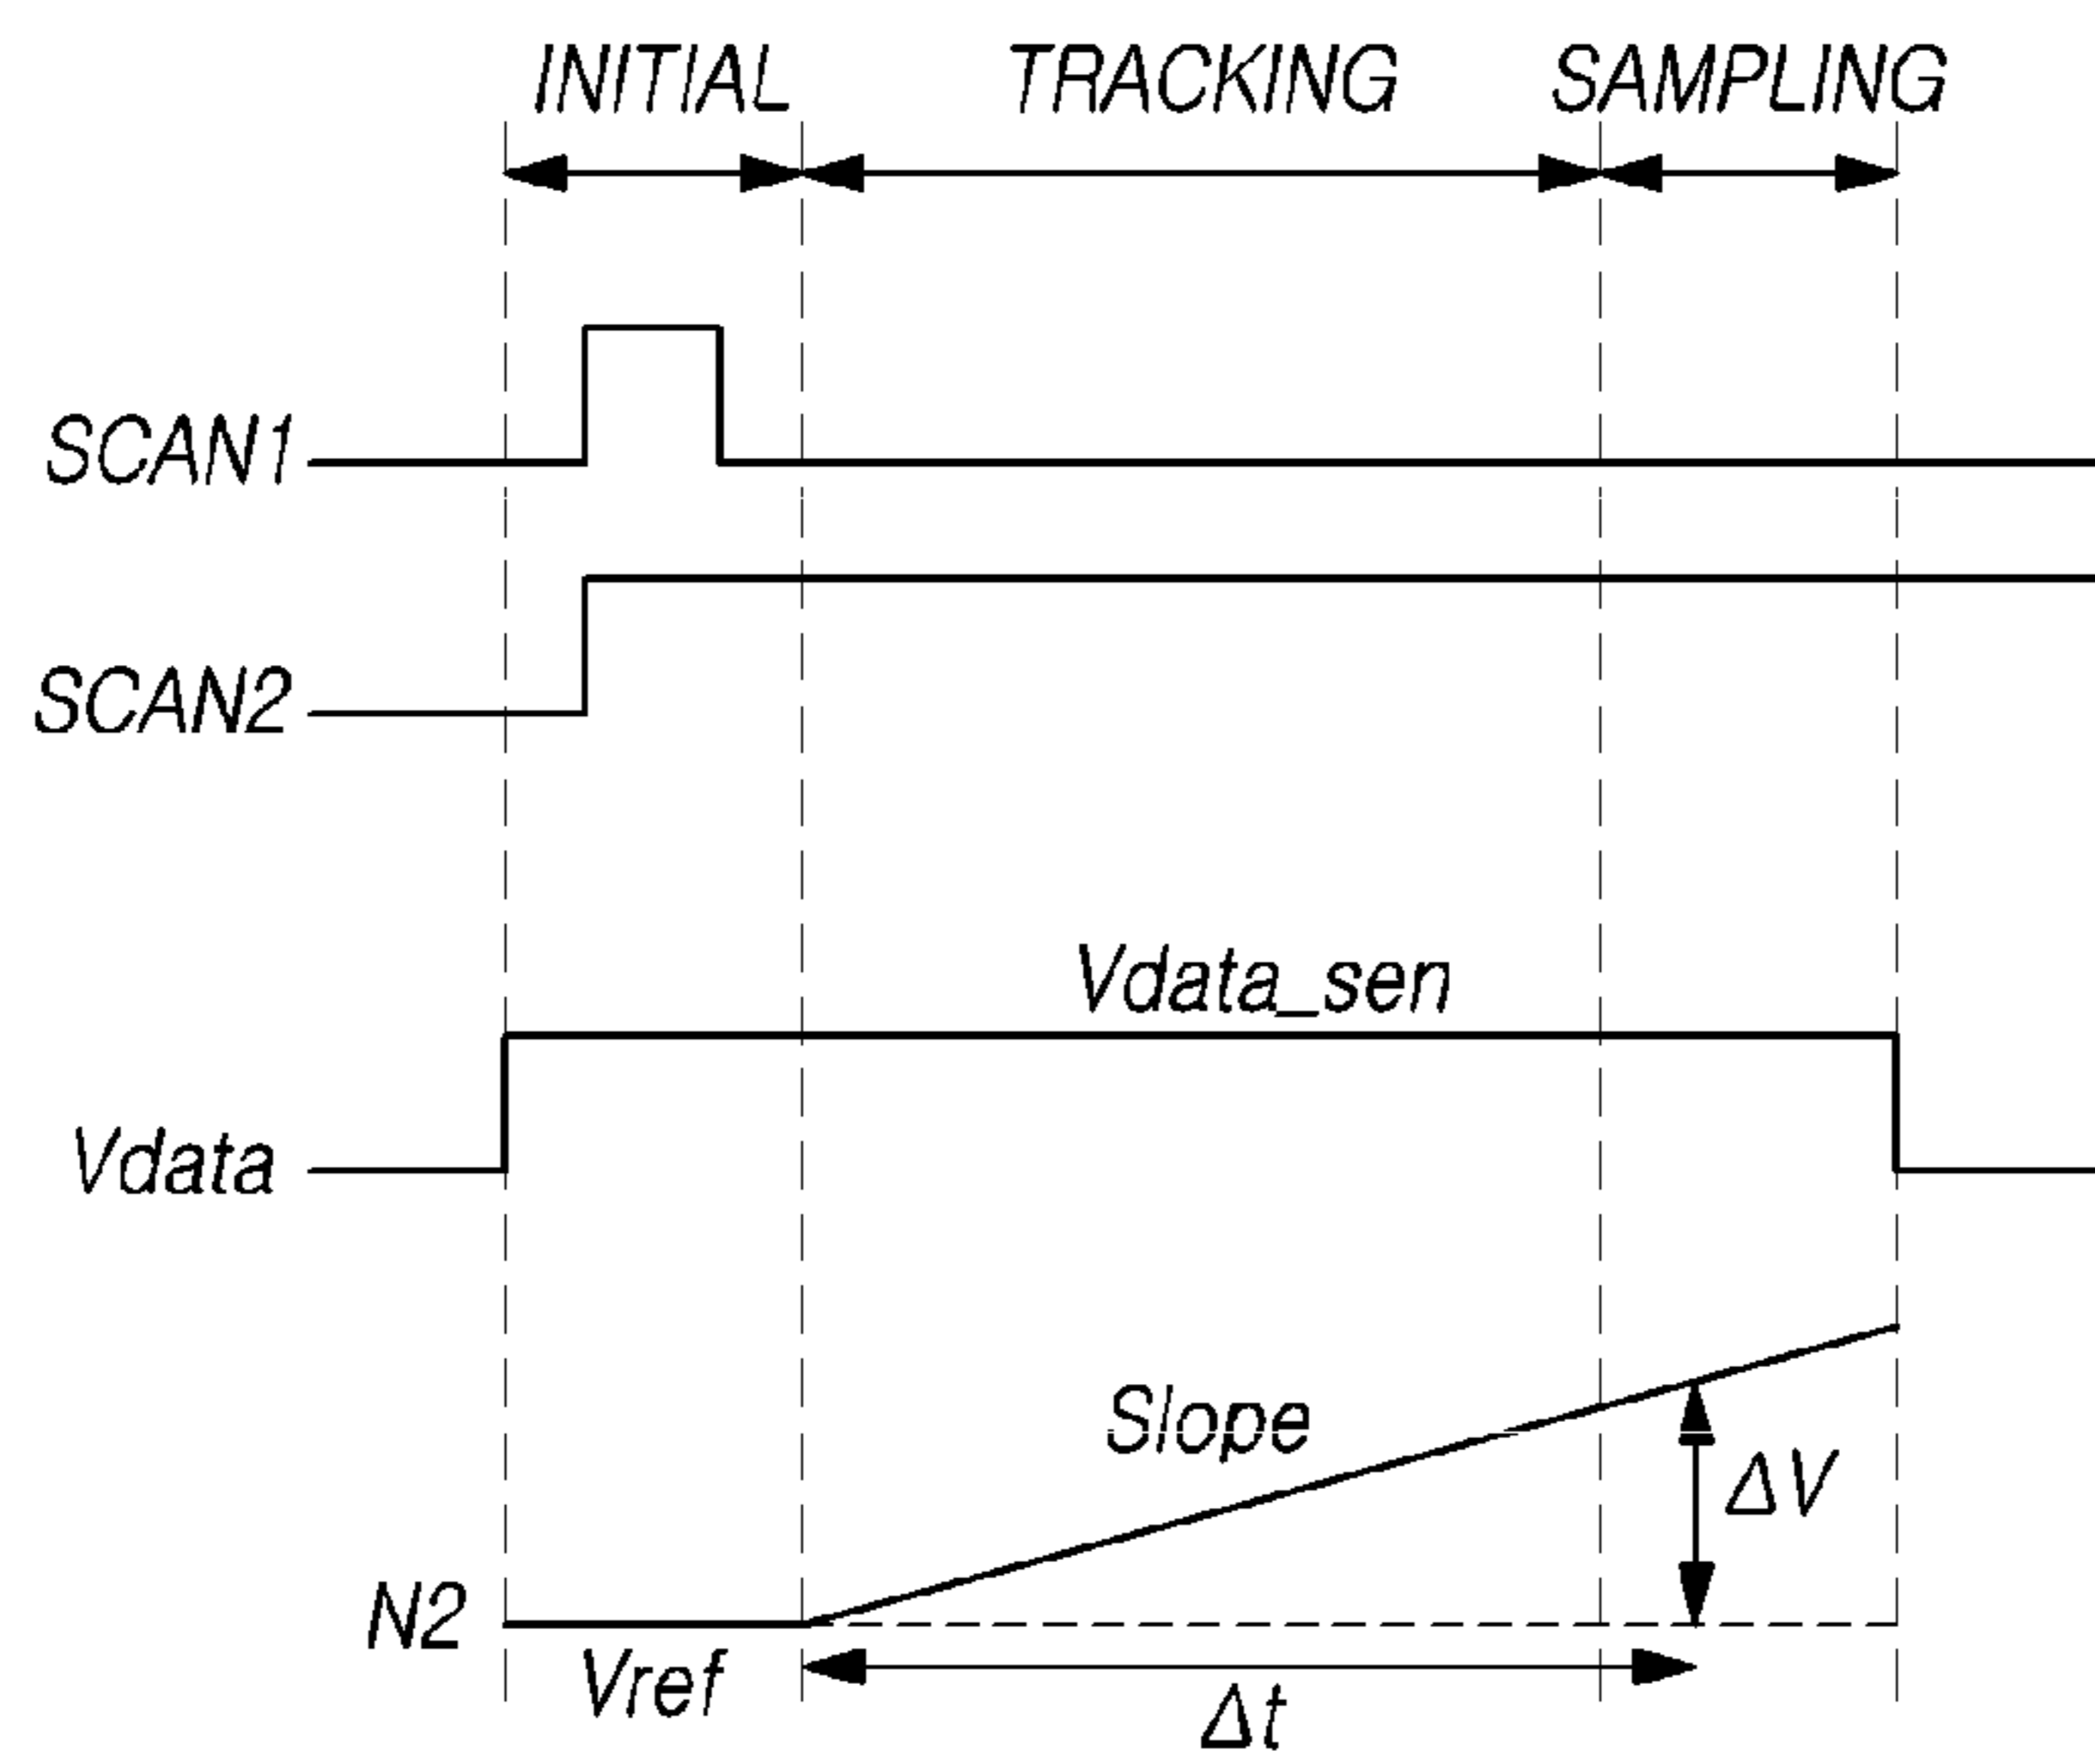 INITIAL TRACKING SAMPLING
SCAN1
SCAN2
Vdata_sen
Vdata
Slope
ΔV
N2
Vref
Δt